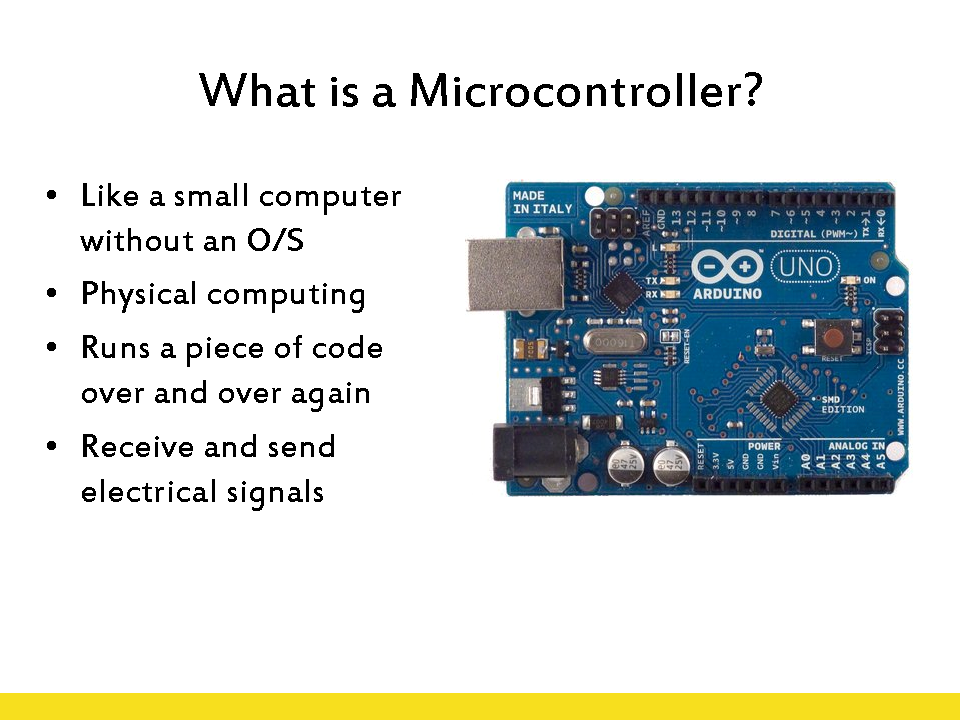 What is a Microcontroller?
• Like a small computer
without an O/S
• Physical computing
• Runs a piece of code
over and over again
• Receive and send
electrical signals
MADE
IN ITALY
AREF
GND
13
12
~11
~10
~9
8
7
~6
~5
4
~3
2
TX→1
RX←0
DIGITAL (PWM~)
TX
RX
ARDUINO
UNO
ON
RESET-EN
RESET
ICSP
SMD
EDITION
WWW.ARDUINO.CC
47
25V
47
25V
POWER
ANALOG IN
RESET
3.3V
5V
GND
GND
Vin
A0
A1
A2
A3
A4
A5